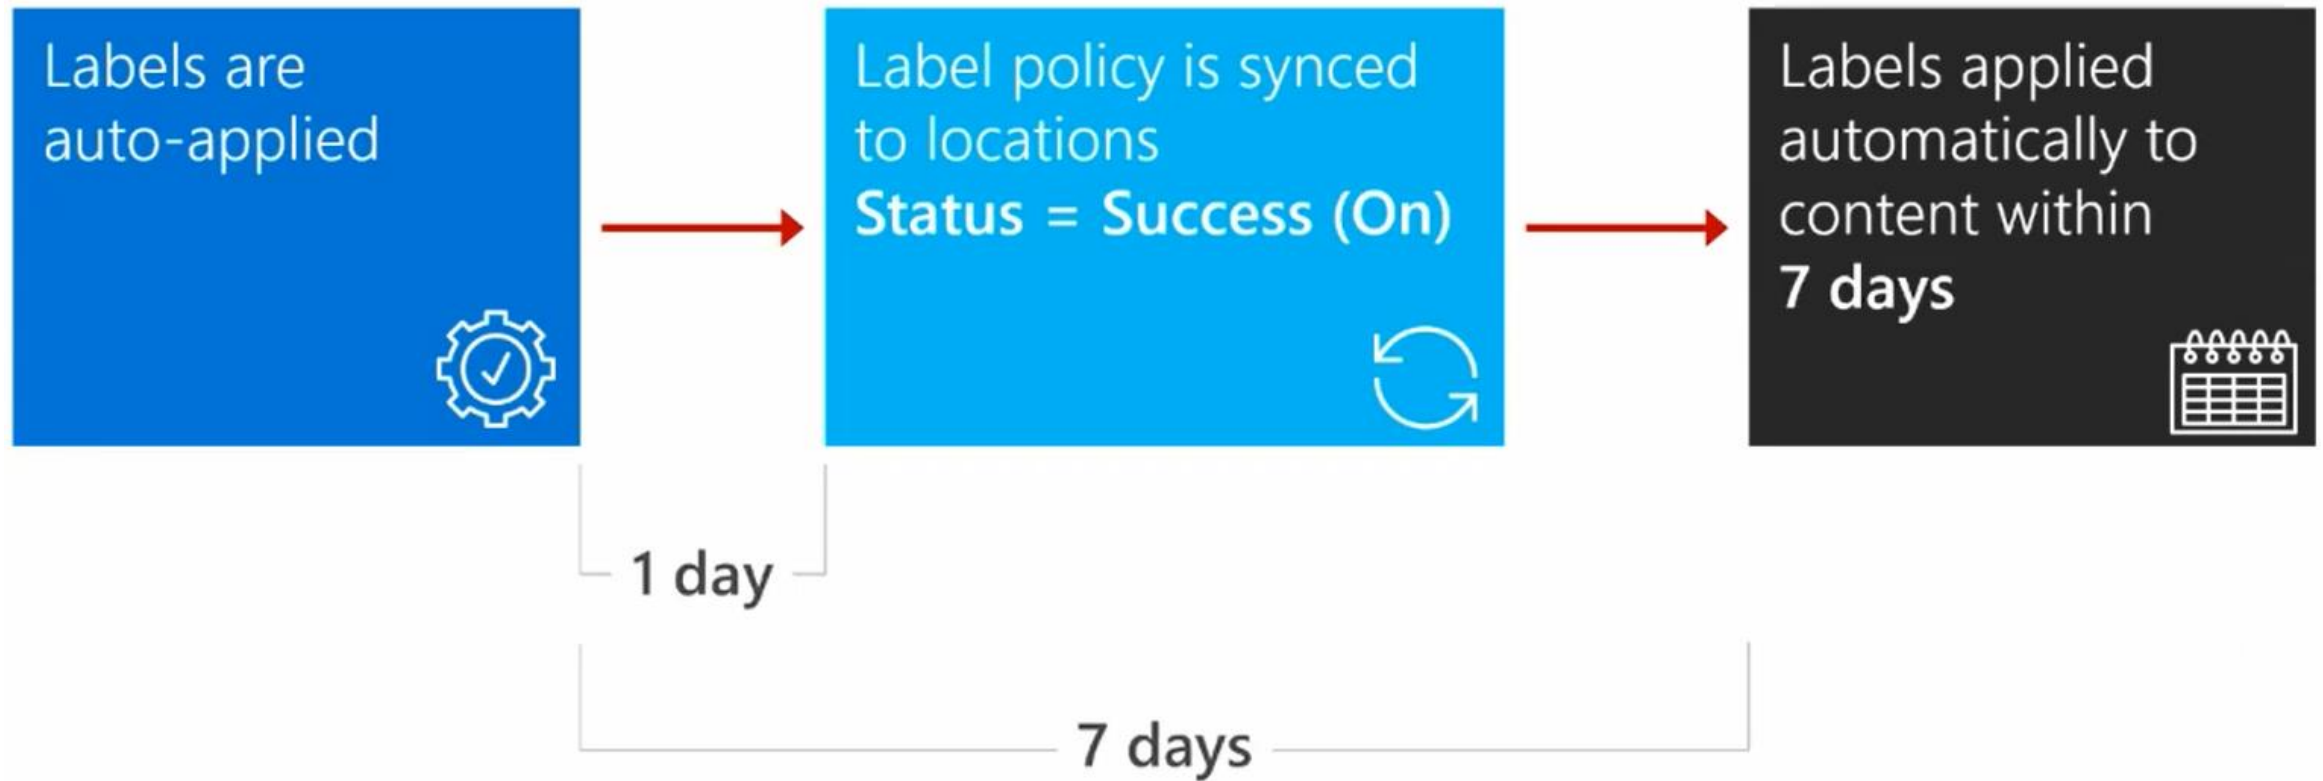 Labels are
auto-applied
Label policy is synced
to locations
Status = Success (On)
Labels applied
automatically to
content within
7 days
1 day
7 days